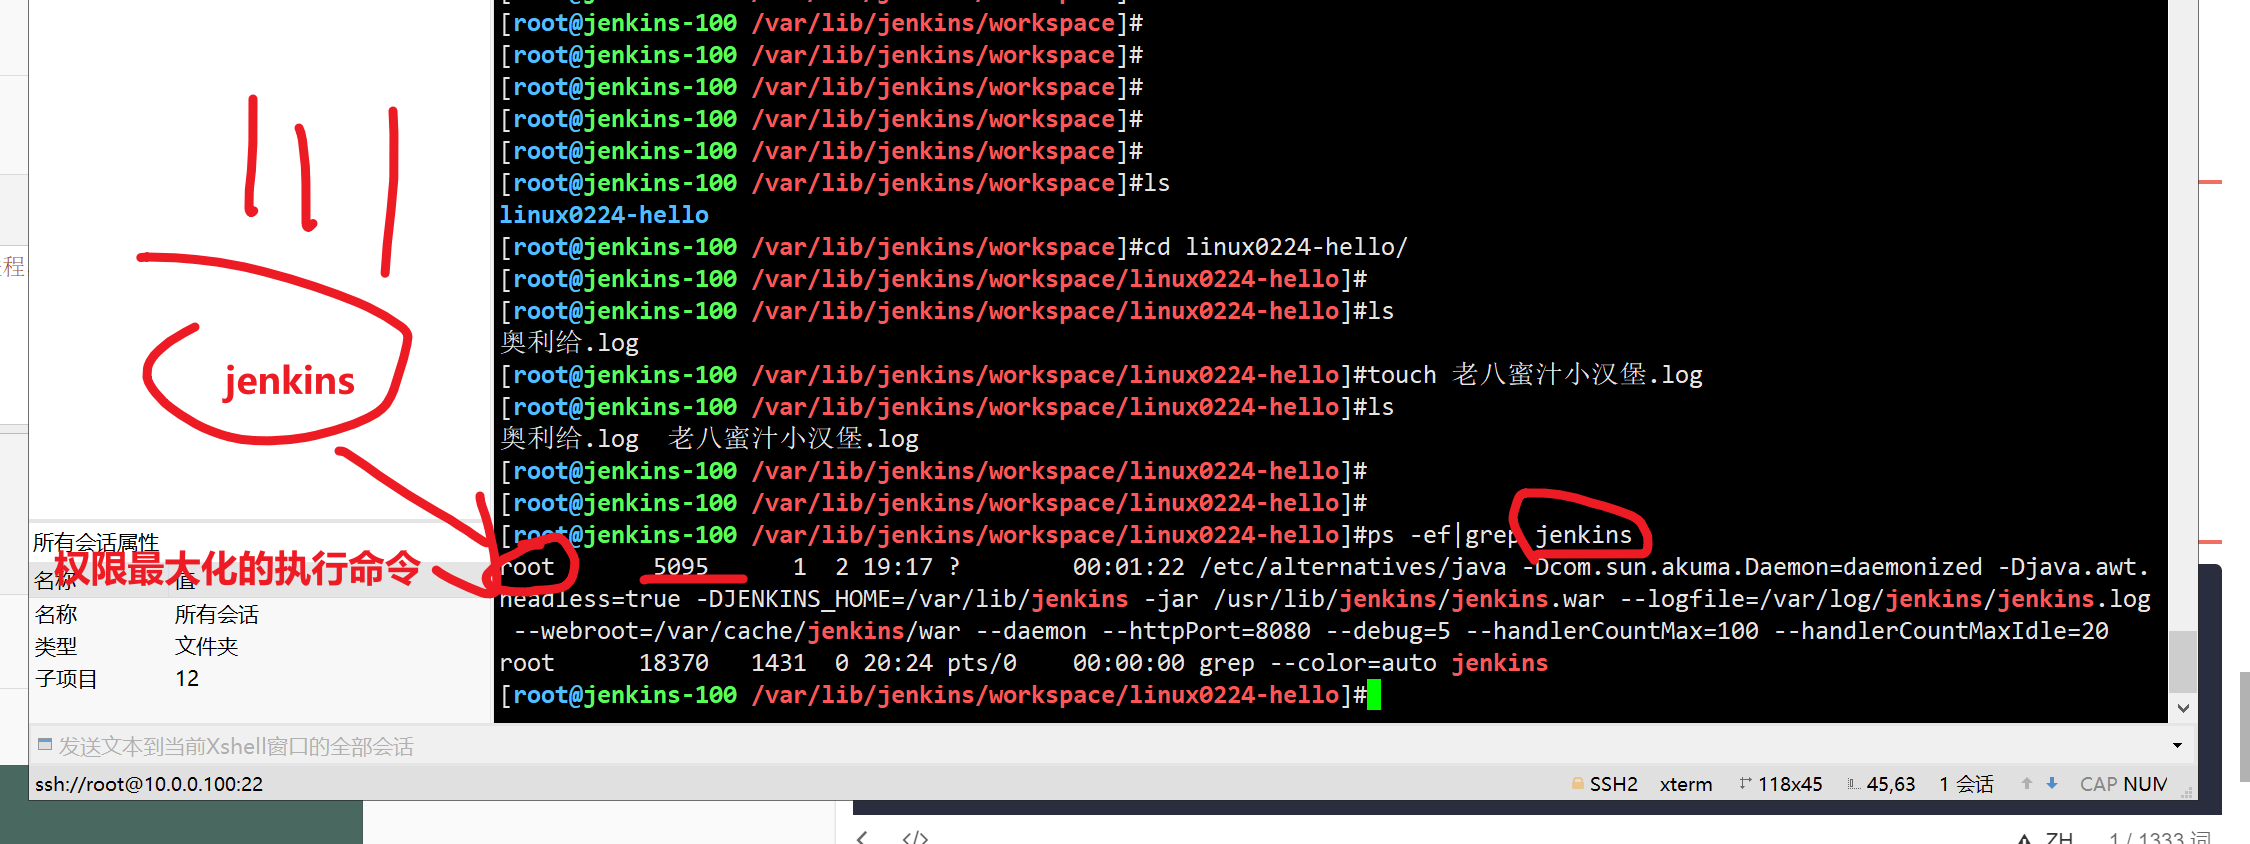 [root@jenkins-100 /var/lib/jenkins/workspace]#
[root@jenkins-100 /var/lib/jenkins/workspace]#
[root@jenkins-100 /var/lib/jenkins/workspace]#
[root@jenkins-100 /var/lib/jenkins/workspace]#
[root@jenkins-100 /var/lib/jenkins/workspace]#
[root@jenkins-100 /var/lib/jenkins/workspace]#ls
linux0224-hello
[root@jenkins-100 /var/lib/jenkins/workspace]#cd linux0224-hello/
[root@jenkins-100 /var/lib/jenkins/workspace/linux0224-hello]#
[root@jenkins-100 /var/lib/jenkins/workspace/linux0224-hello]#ls
奥利给.log
[root@jenkins-100 /var/lib/jenkins/workspace/linux0224-hello]#touch 老八蜜汁小汉堡.log
[root@jenkins-100 /var/lib/jenkins/workspace/linux0224-hello]#ls
奥利给.log 老八蜜汁小汉堡.log
[root@jenkins-100 /var/lib/jenkins/workspace/linux0224-hello]#
[root@jenkins-100 /var/lib/jenkins/workspace/linux0224-hello]#
[root@jenkins-100 /var/lib/jenkins/workspace/linux0224-hello]#ps -ef|grep jenkins
root 5095 1 2 19:17 ? 00:01:22 /etc/alternatives/java -Dcom.sun.akuma.Daemon=daemonized -Djava.awt.
headless=true -DJENKINS_HOME=/var/lib/jenkins -jar /usr/lib/jenkins/jenkins.war --logfile=/var/log/jenkins/jenkins.log
--webroot=/var/cache/jenkins/war --daemon --httpPort=8080 --debug=5 --handlerCountMax=100 --handlerCountMaxIdle=20
root 18370 1431 0 20:24 pts/0 00:00:00 grep --color=auto jenkins
[root@jenkins-100 /var/lib/jenkins/workspace/linux0224-hello]#
程
jenkins
所有会话属性
权限最大化的执行命令
名称 值
名称 所有会话
类型 文件夹
子项目 12
发送文本到当前Xshell窗口的全部会话
ssh://root@10.0.0.100:22 SSH2 xterm 118x45 45,63 1 会话 CAP NUM
</> ZH 1 / 1333 词